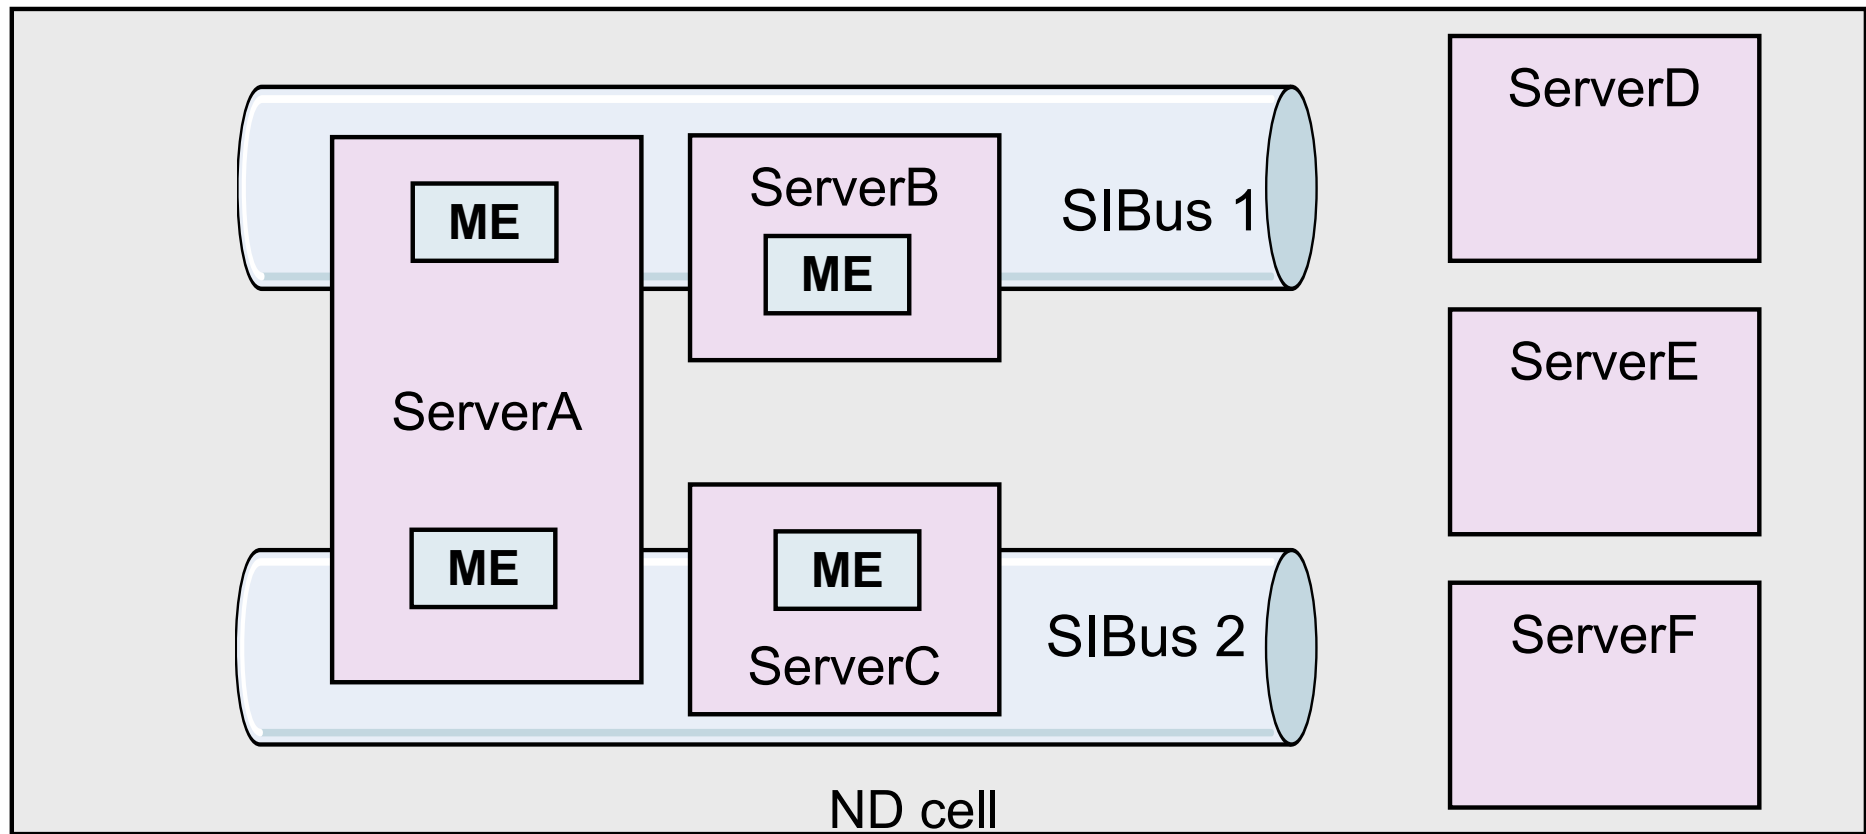 ServerD
ServerB
ME
SIBus 1
ME
ServerE
ServerA
ME
ME
SIBus 2
ServerF
ServerC
ND cell